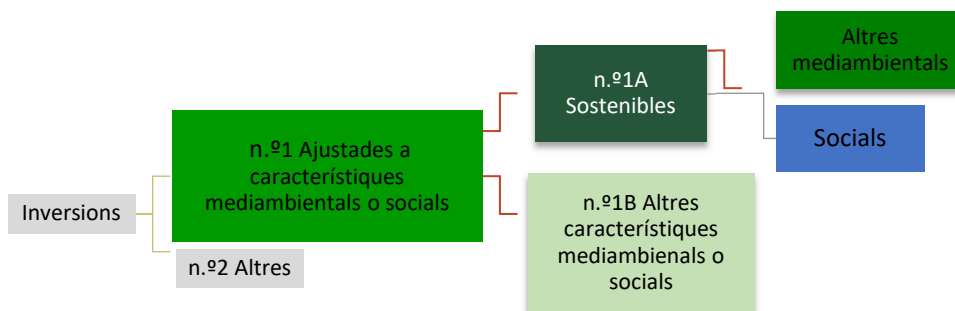 Inversions
n.º1 Ajustades a
característiques
mediambientals o socials
n.º2 Altres
n.º1A
Sostenibles
n.º1B Altres
característiques
mediambienals o
socials
Altres
mediambientals
Socials